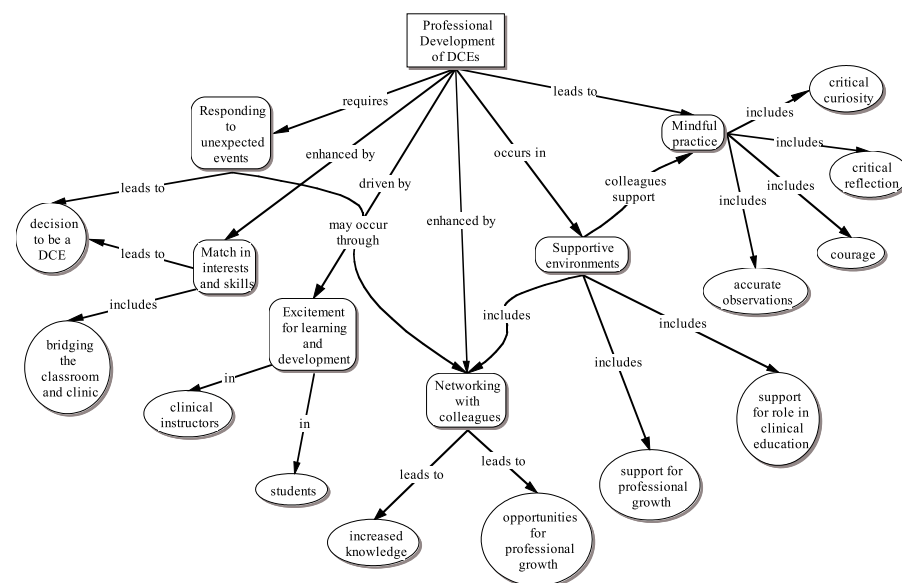 Professional
Development
of DCEs
requires
enhanced by
driven by
enhanced by
occurs in
leads to
Responding
to
unexpected
events
leads to
may occur
through
decision
to be a
DCE
leads to
Match in
interests
and skills
includes
bridging
the
classroom
and clinic
Excitement
for learning
and
development
in
clinical
instructors
in
students
Networking
with
colleagues
leads to
increased
knowledge
leads to
opportunities
for
professional
growth
Supportive
environments
includes
colleagues
support
includes
support for
professional
growth
includes
support
for role in
clinical
education
Mindful
practice
includes
critical
curiosity
includes
critical
reflection
includes
courage
includes
accurate
observations